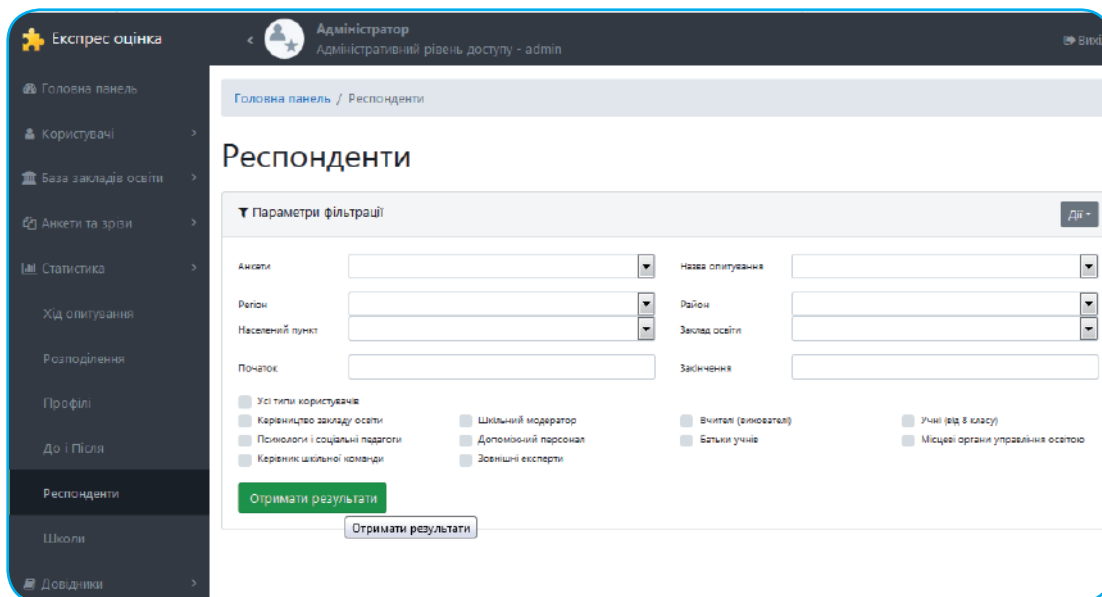 Експрес оцінка
Адміністратор
Адміністративний рівень доступу - admin
Вихі
Головна панель
Користувачі
База закладів освіти
Анкети та зрізи
Статистика
Хід опитування
Розподілення
Профілі
До і Після
Респонденти
Школи
Довідники
Головна панель / Респонденти
Респонденти
Параметри фільтрації
Дії
Анкети
Назва опитування
Регіон
Район
Населений пункт
Заклад освіти
Початок
Закінчення
Усі типи користувачів
Керівництво закладу освіти
Шкільний модератор
Вчителі (вихователі)
Учні (від 8 класу)
Психологи і соціальні педагоги
Допоміжний персонал
Батьки учнів
Місцеві органи управління освітою
Керівник шкільної команди
Зовнішні експерти
Отримати результати
Отримати результати